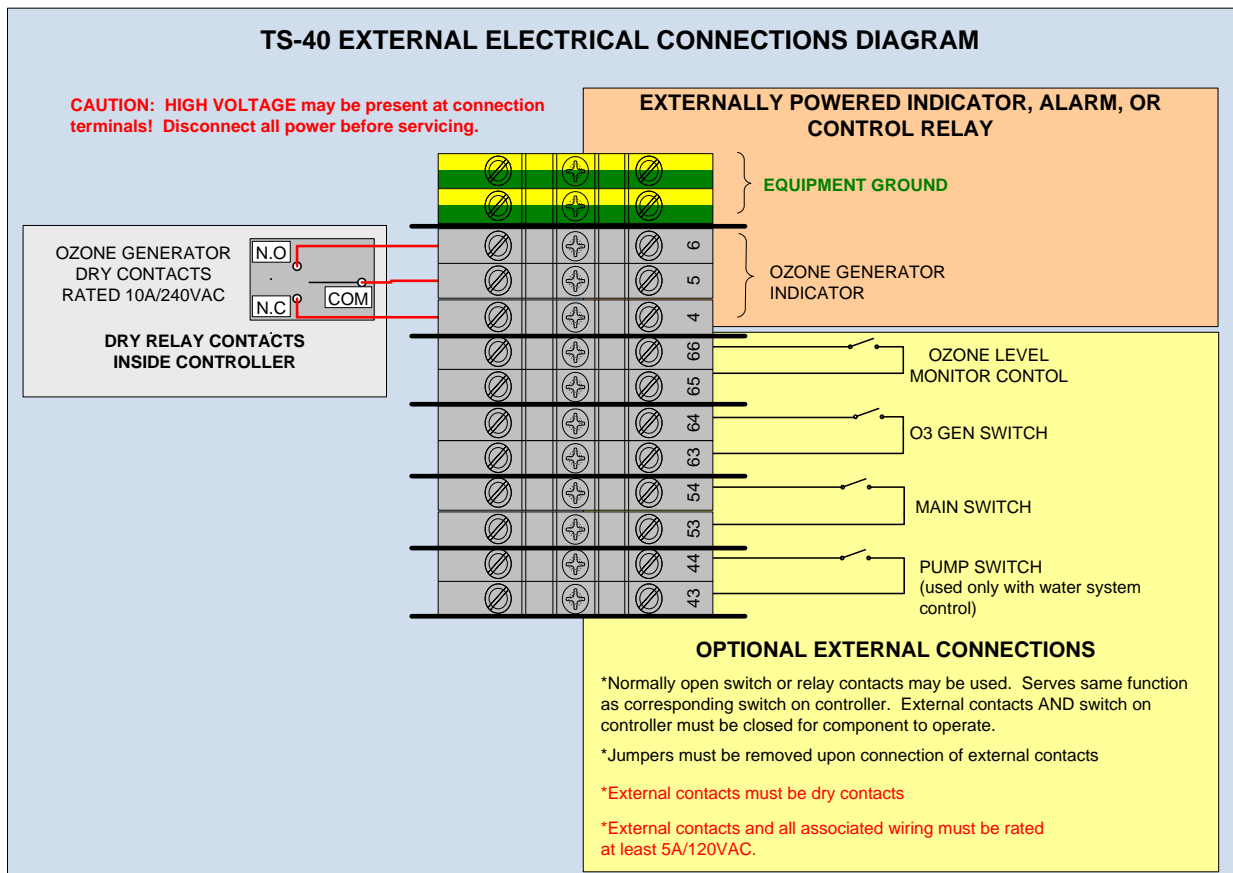 TS-40 EXTERNAL ELECTRICAL CONNECTIONS DIAGRAM
CAUTION: HIGH VOLTAGE may be present at connection
terminals! Disconnect all power before servicing.
EXTERNALLY POWERED INDICATOR, ALARM, OR
CONTROL RELAY
EQUIPMENT GROUND
OZONE GENERATOR
DRY CONTACTS
RATED 10A/240VAC
N.O
COM
N.C
DRY RELAY CONTACTS
INSIDE CONTROLLER
6
5
4
OZONE GENERATOR
INDICATOR
66
65
OZONE LEVEL
MONITOR CONTOL
64
63
O3 GEN SWITCH
54
53
MAIN SWITCH
44
43
PUMP SWITCH
(used only with water system
control)
OPTIONAL EXTERNAL CONNECTIONS
*Normally open switch or relay contacts may be used. Serves same function
as corresponding switch on controller. External contacts AND switch on
controller must be closed for component to operate.
*Jumpers must be removed upon connection of external contacts
*External contacts must be dry contacts
*External contacts and all associated wiring must be rated
at least 5A/120VAC.